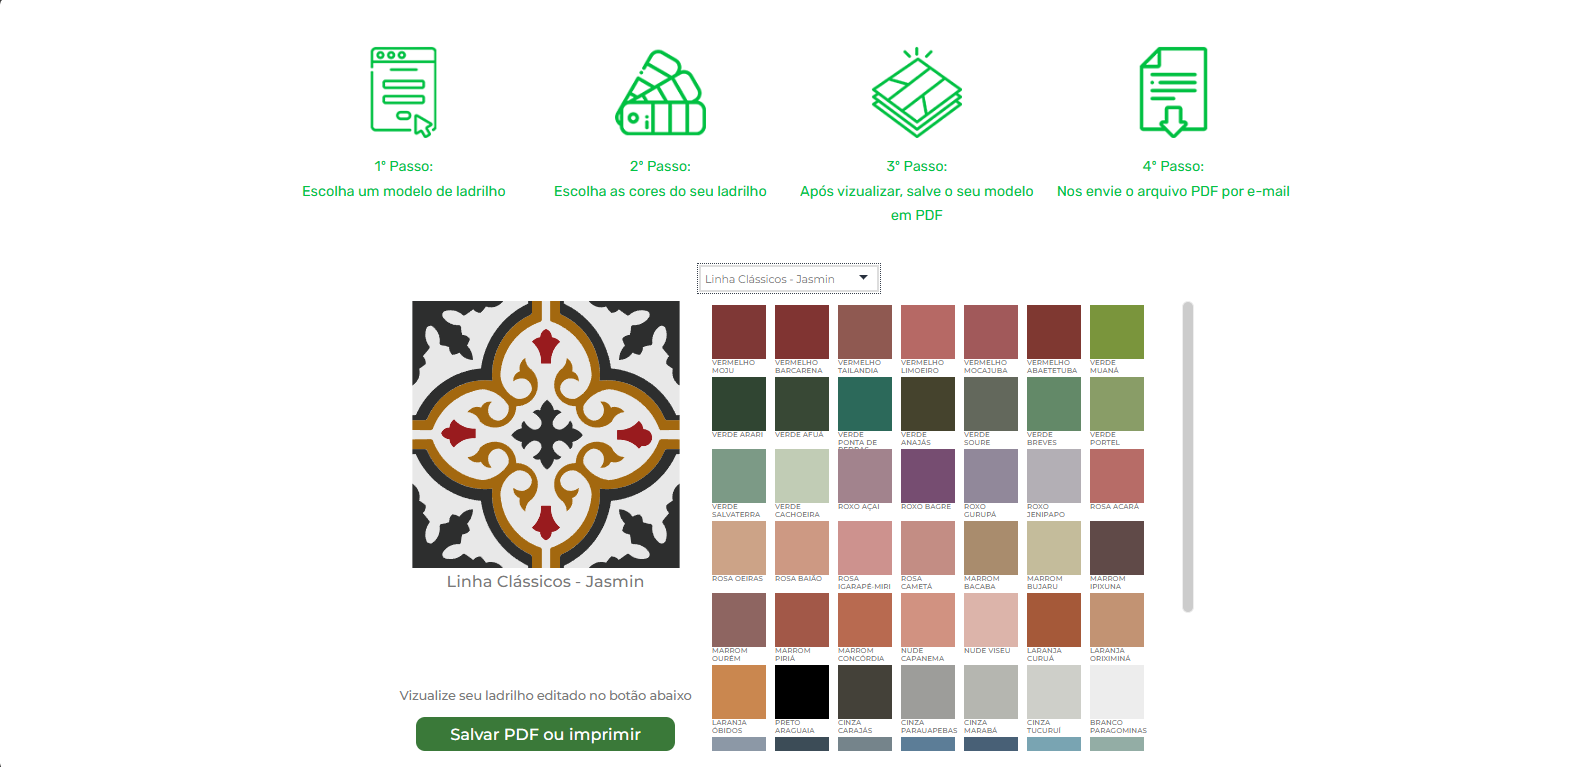 1º Passo:
Escolha um modelo de ladrilho
2º Passo:
Escolha as cores do seu ladrilho
3º Passo:
Após vizualizar, salve o seu modelo
em PDF
4º Passo:
Nos envie o arquivo PDF por e-mail
Linha Clássicos - Jasmin
Linha Clássicos - Jasmin
Vizualize seu ladrilho editado no botão abaixo
Salvar PDF ou imprimir
VERMELHO
MOJU
VERMELHO
BARCARENA
VERMELHO
TAILANDIA
VERMELHO
LIMOEIRO
VERMELHO
MOCAJUBA
VERMELHO
ABAETETUBA
VERDE
MUANÁ
VERDE ARARI
VERDE AFUÁ
VERDE
PONTA DE
VERDE
ANAJÁS
VERDE
SOURE
VERDE
BREVES
VERDE
PORTEL
VERDE
SALVATERRA
VERDE
CACHOEIRA
ROXO AÇAI
ROXO BAGRE
ROXO
GURUPÁ
ROXO
JENIPAPO
ROSA ACARÁ
ROSA OEIRAS
ROSA BAIÃO
ROSA
IGARAPÉ-MIRI
ROSA
CAMETÁ
MARROM
BACABA
MARROM
BUJARU
MARROM
IPIXUNA
MARROM
OURÉM
MARROM
PIRIÁ
MARROM
CONCÓRDIA
NUDE
CAPANEMA
NUDE VISEU
LARANJA
CURUÁ
LARANJA
ORIXIMINÁ
LARANJA
ÓBIDOS
PRETO
ARAGUAIA
CINZA
CARAJÁS
CINZA
PARAUAPEBAS
CINZA
MARABÁ
CINZA
TUCURUÍ
BRANCO
PARAGOMINAS